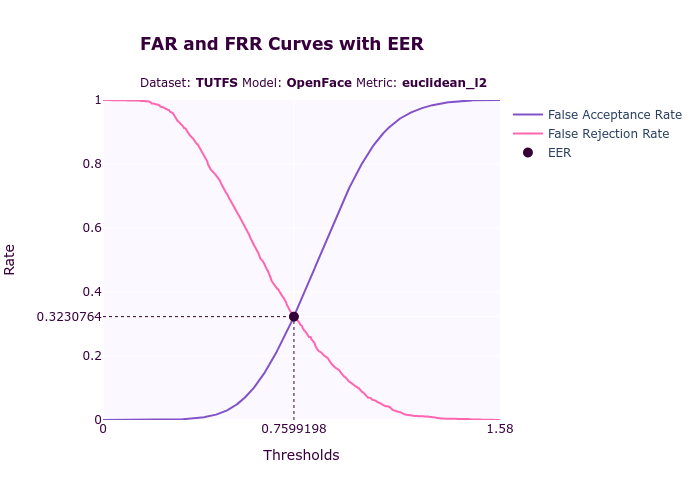 FAR and FRR Curves with EER
Dataset: TUTFS Model: OpenFace Metric: euclidean_l2
1
0.8
0.6
0.4
0.3230764
0.2
0
Rate
0
0.7599198
1.58
Thresholds
False Acceptance Rate
False Rejection Rate
EER